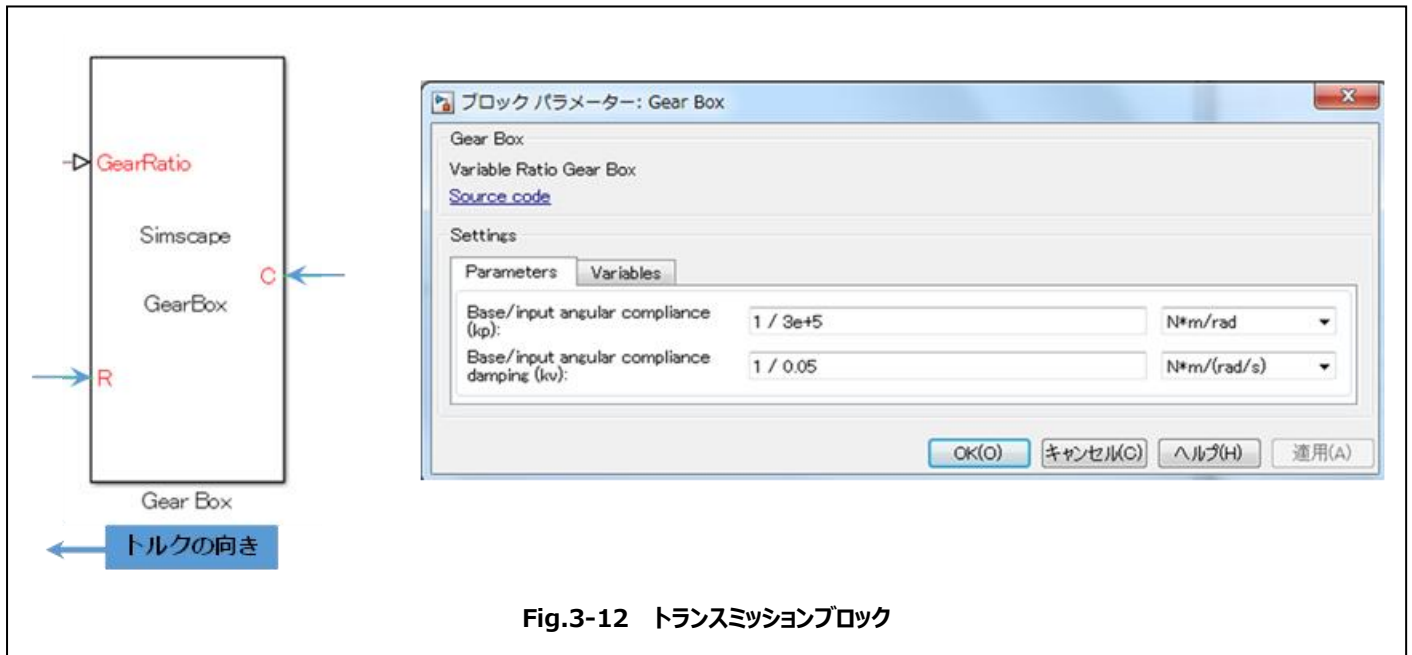 GearRatio
Simscape
C
GearBox
R
Gear Box
トルクの向き
ブロック パラメーター: Gear Box
Gear Box
Variable Ratio Gear Box
Source code
Settings
Parameters Variables
Base/input angular compliance
(kp): 1 / 3e+5 N*m/rad
Base/input angular compliance
damping (kv): 1 / 0.05 N*m/(rad/s)
OK(O) キャンセル(C) ヘルプ(H) 適用(A)
Fig.3-12 トランスミッションブロック